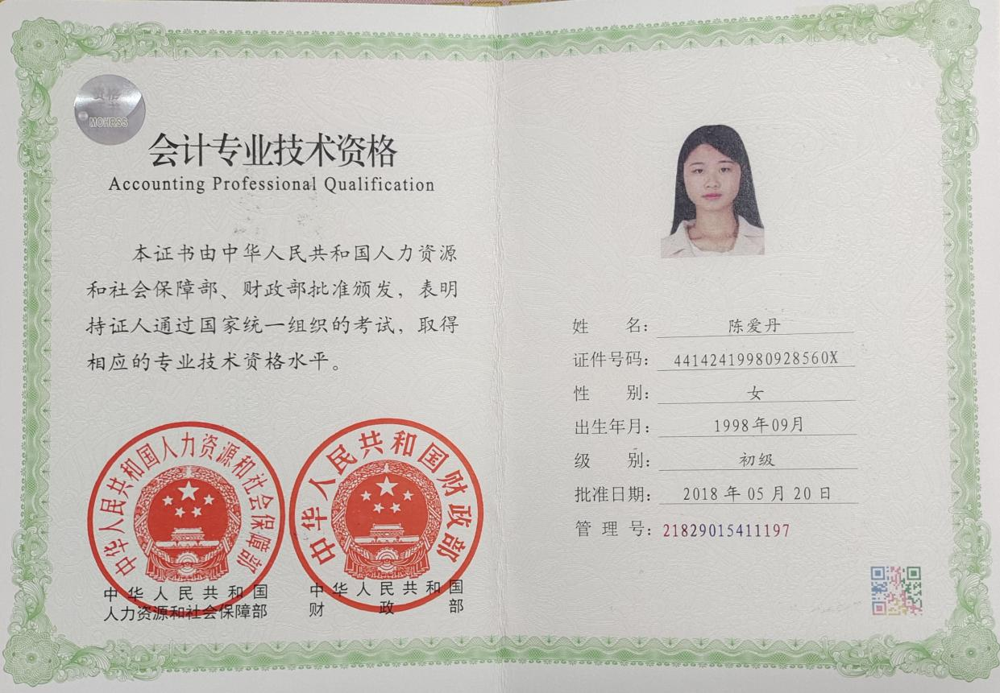 资格
证书
MOHRSS
会计专业技术资格
Accounting Professional Qualification
本证书由中华人民共和国人力资源
和社会保障部、财政部批准颁发，表明
持证人通过国家统一组织的考试，取得
相应的专业技术资格水平。
中华人民共和国人力资源和社会保障部
中华人民共和国
人力资源和社会保障部
中华人民共和国财政部
中华人民共和国
财政部
姓名：陈爱丹
证件号码：44142419980928560X
性别：女
出生年月：1998年09月
级别：初级
批准日期：2018年05月20日
管理号：21829015411197